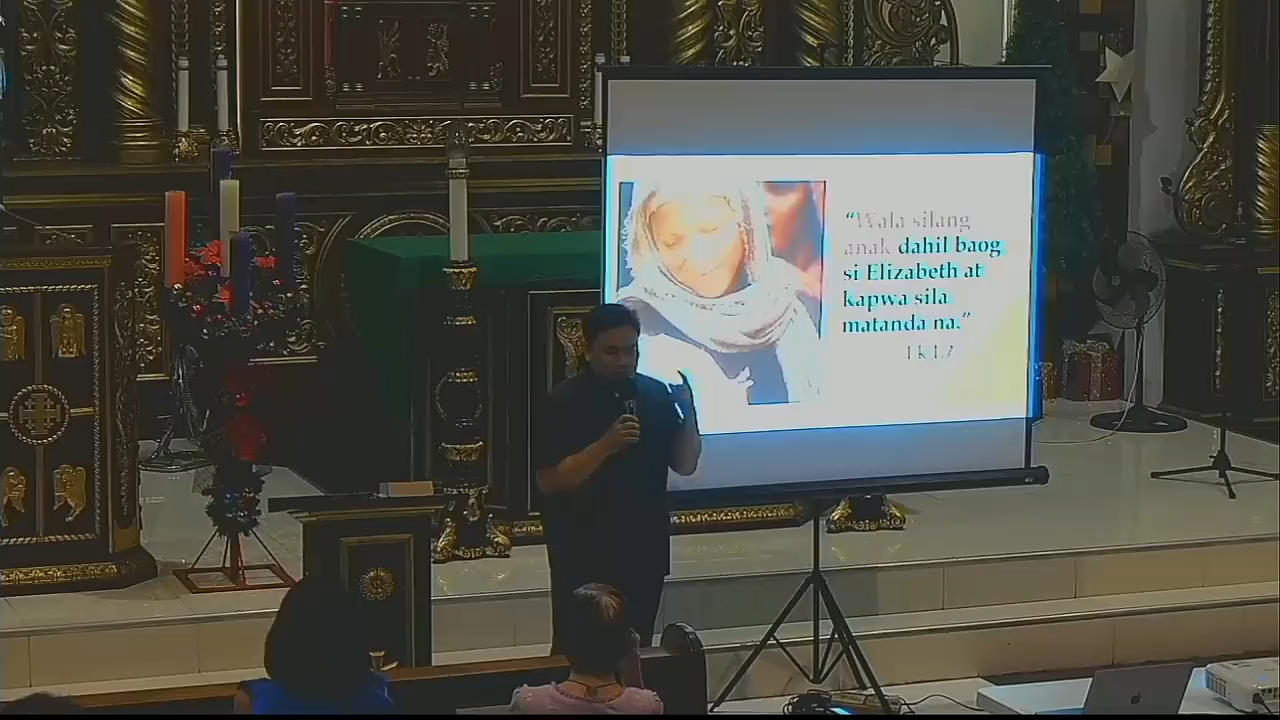 “Wala silang
anak dahil baog
si Elizabeth at
kapwa sila
matanda na.”